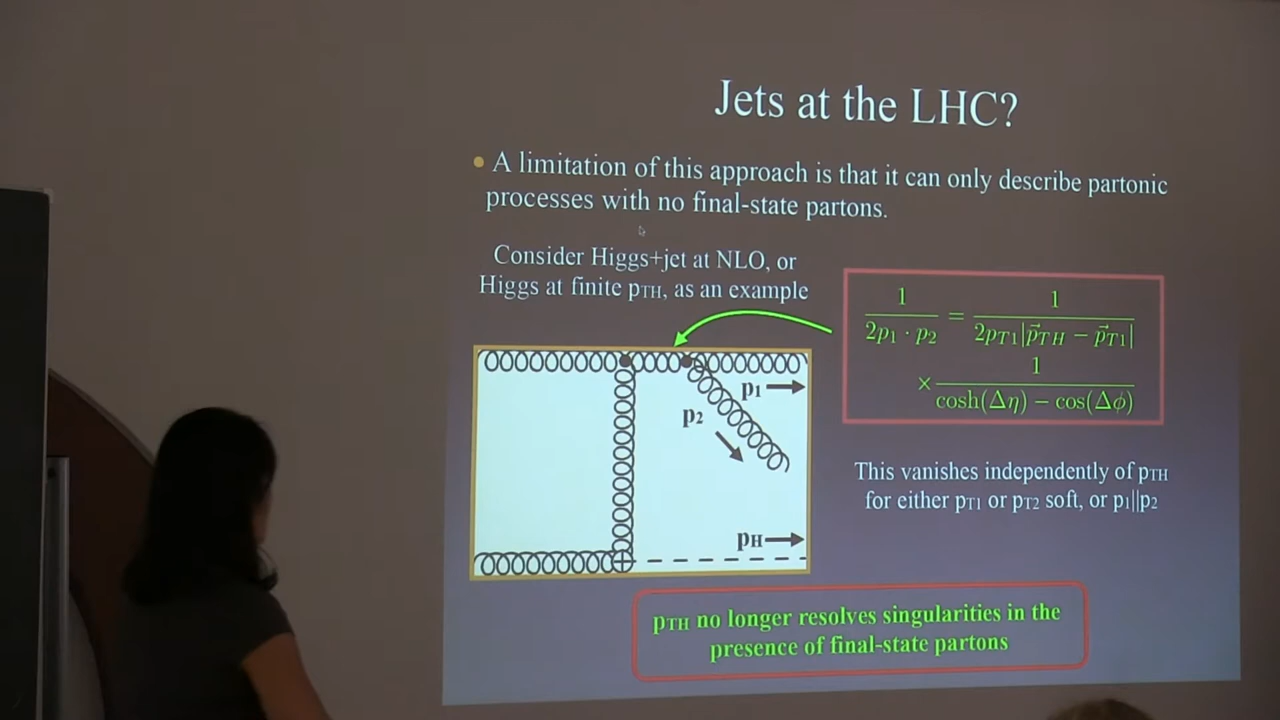 Jets at the LHC?
• A limitation of this approach is that it can only describe partonic
processes with no final-state partons.
Consider Higgs+jet at NLO, or
Higgs at finite pTH, as an example
1/(2p₁ · p₂) = 1/(2pT1|p⃗TH − p⃗T1|)
× 1/(cosh(Δη) − cos(Δϕ))
p₁
p₂
pH
This vanishes independently of pTH
for either pT1 or pT2 soft, or p₁||p₂
pTH no longer resolves singularities in the
presence of final-state partons